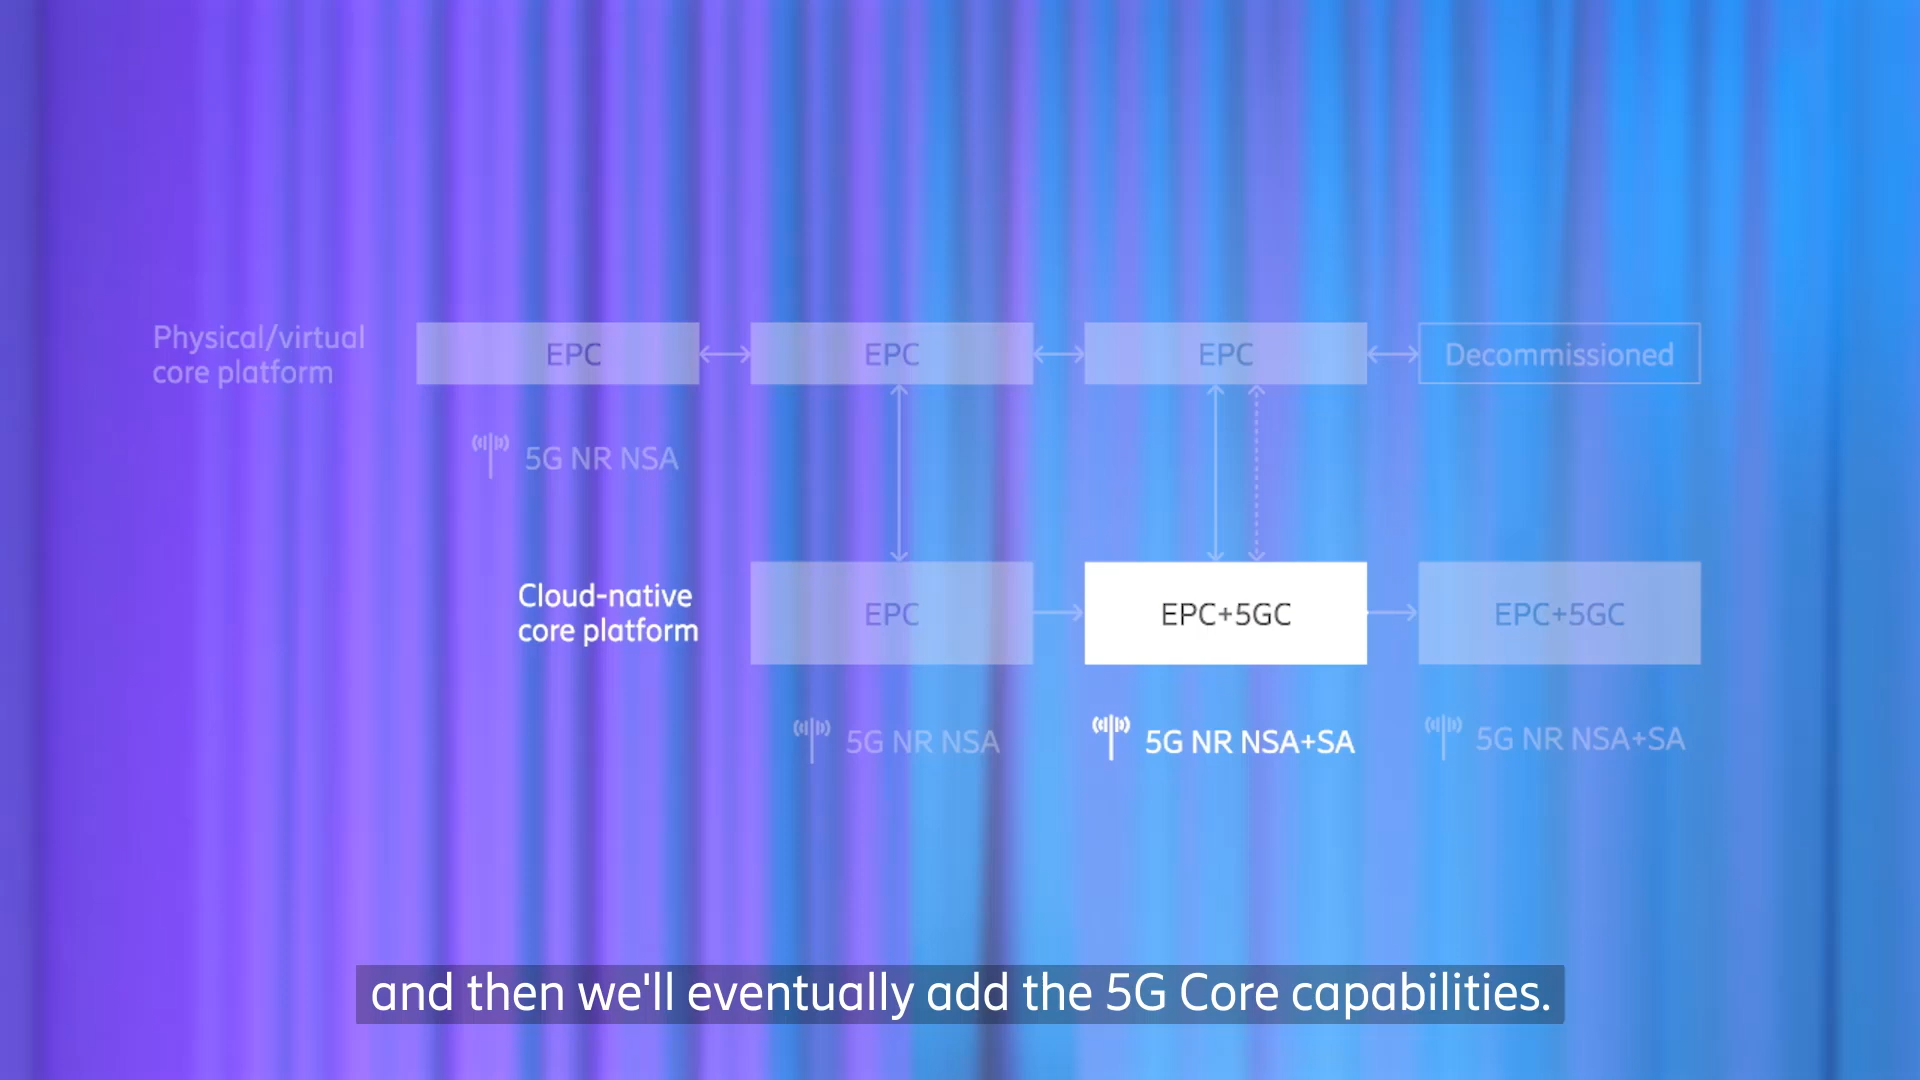 Physical/virtual
core platform
EPC
EPC
EPC
Decommissioned
5G NR NSA
Cloud-native
core platform
EPC
EPC+5GC
EPC+5GC
5G NR NSA
5G NR NSA+SA
5G NR NSA+SA
and then we'll eventually add the 5G Core capabilities.